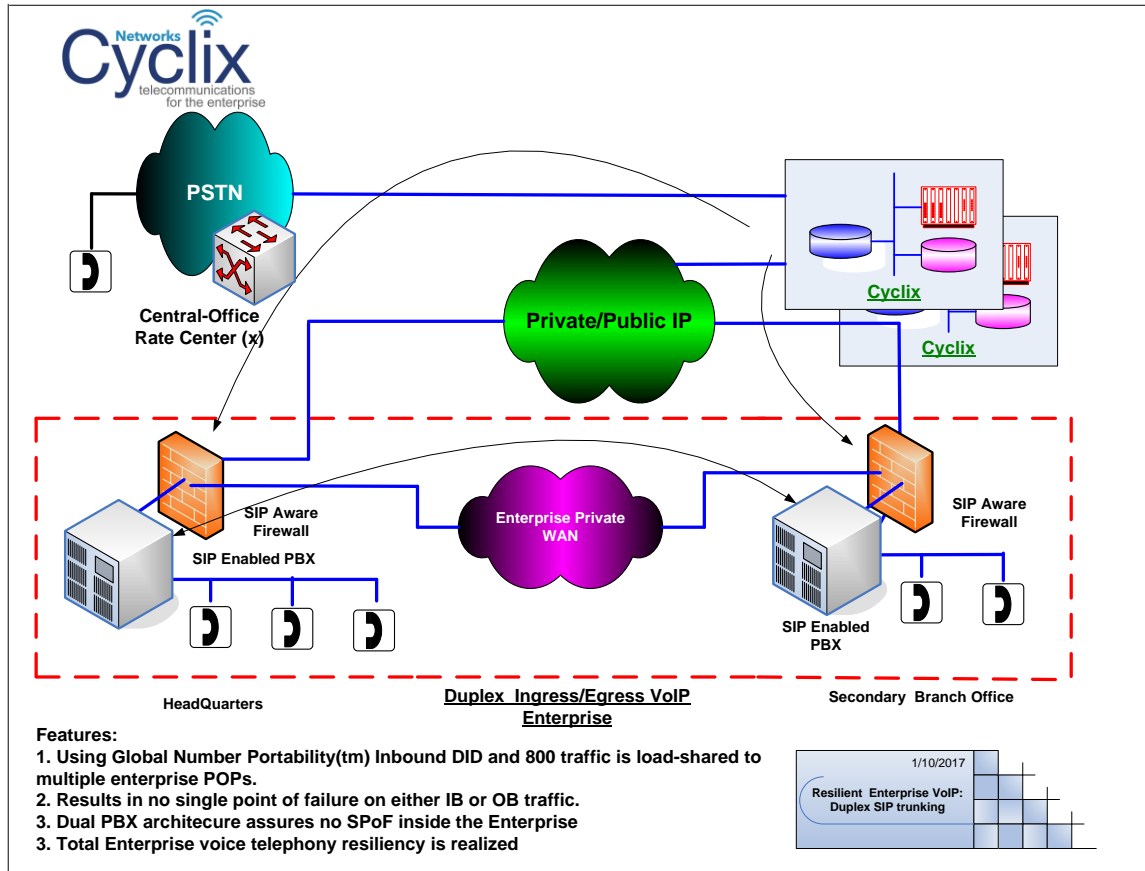 Networks
Cyclix
telecommunications
for the enterprise
PSTN
Central-Office
Rate Center (x)
Private/Public IP
Cyclix
Cyclix
SIP Aware
Firewall
SIP Enabled PBX
Enterprise Private
WAN
SIP Aware
Firewall
SIP Enabled
PBX
HeadQuarters
Duplex Ingress/Egress VoIP
Enterprise
Secondary Branch Office
Features:
1. Using Global Number Portability(tm) Inbound DID and 800 traffic is load-shared to
multiple enterprise POPs.
2. Results in no single point of failure on either IB or OB traffic.
3. Dual PBX architecure assures no SPoF inside the Enterprise
3. Total Enterprise voice telephony resiliency is realized
1/10/2017
Resilient Enterprise VoIP:
Duplex SIP trunking